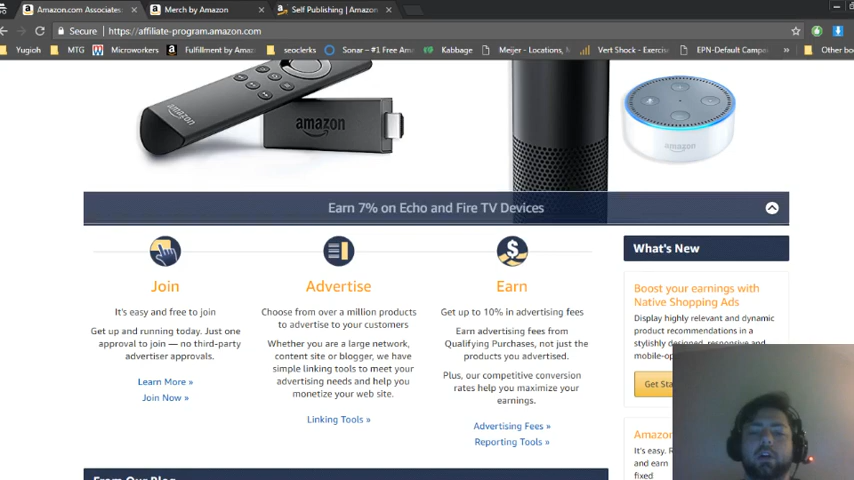 Amazon.com Associates:
Merch by Amazon
Self Publishing | Amazon
Secure
https://affiliate-program.amazon.com
Yugioh
MTG
Microworkers
Fulfillment by Amaz
seoclerks
Sonar – #1 Free Am
Kabbage
Meijer - Locations,
Vert Shock - Exercis
EPN-Default Camp
»
Other bo
amazon
amazon
amazon
Earn 7% on Echo and Fire TV Devices
Join
It's easy and free to join
Get up and running today. Just one
approval to join — no third-party
advertiser approvals.
Learn More »
Join Now »
Advertise
Choose from over a million products
to advertise to your customers
Whether you are a large network,
content site or blogger, we have
simple linking tools to meet your
advertising needs and help you
monetize your web site.
Linking Tools »
Earn
Get up to 10% in advertising fees
Earn advertising fees from
Qualifying Purchases, not just the
products you advertised.
Plus, our competitive conversion
rates help you maximize your
earnings.
Advertising Fees »
Reporting Tools »
What's New
Boost your earnings with
Native Shopping Ads
Display highly relevant and dynamic
product recommendations in a
stylishly designed, responsive and
mobile-op
Get Sta
Amazo
It's easy. R
and earn
fixed
From Our Blog